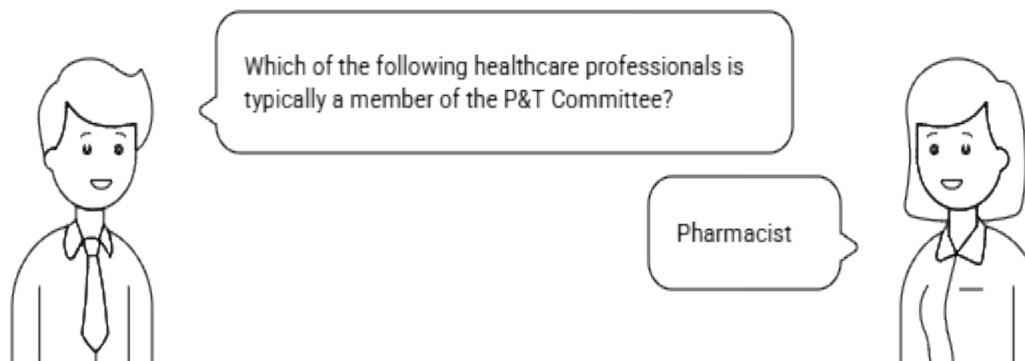 Which of the following healthcare professionals is
typically a member of the P&T Committee?
Pharmacist